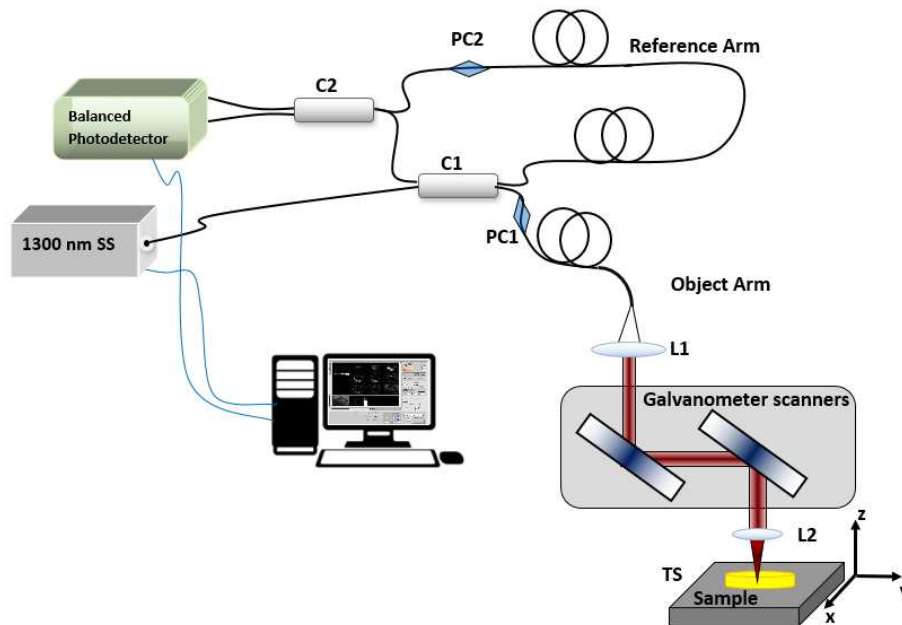 PC2
Reference Arm
C2
Balanced
Photodetector
C1
1300 nm SS
PC1
Object Arm
L1
Galvanometer scanners
L2
z
TS
Sample
x